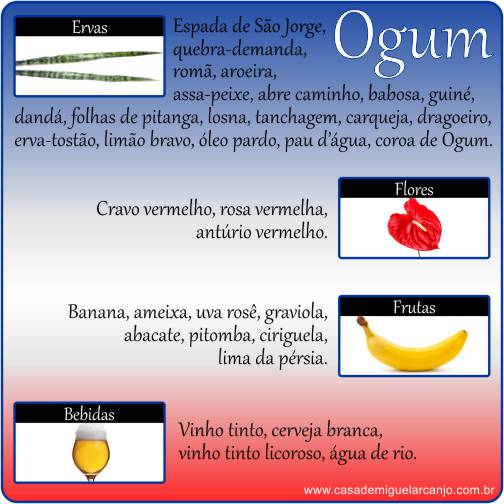 Ogum
Ervas
Espada de São Jorge,
quebra-demanda,
romã, aroeira,
assa-peixe, abre caminho, babosa, guiné,
dandá, folhas de pitanga, losna, tanchagem, carqueja, dragoeiro,
erva-tostão, limão bravo, óleo pardo, pau d’água, coroa de Ogum.
Flores
Cravo vermelho, rosa vermelha,
antúrio vermelho.
Frutas
Banana, ameixa, uva rosê, graviola,
abacate, pitomba, ciriguela,
lima da pérsia.
Bebidas
Vinho tinto, cerveja branca,
vinho tinto licoroso, água de rio.
www.casademiguelarcanjo.com.br